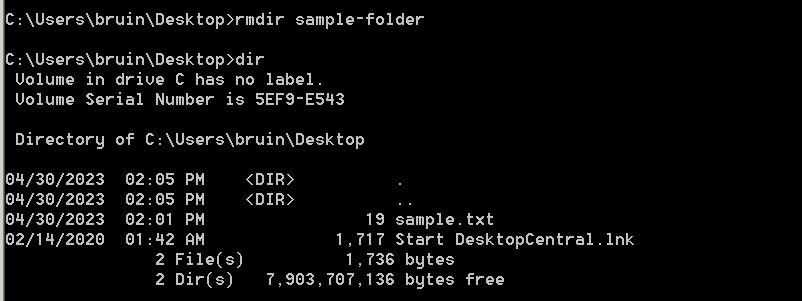 C:\Users\bruin\Desktop>rmdir sample-folder
C:\Users\bruin\Desktop>dir
Volume in drive C has no label.
Volume Serial Number is 5EF9-E543
Directory of C:\Users\bruin\Desktop
04/30/2023  02:05 PM    <DIR>          .
04/30/2023  02:05 PM    <DIR>          ..
04/30/2023  02:01 PM                19 sample.txt
02/14/2020  01:42 AM             1,717 Start DesktopCentral.lnk
2 File(s)          1,736 bytes
2 Dir(s)   7,903,707,136 bytes free